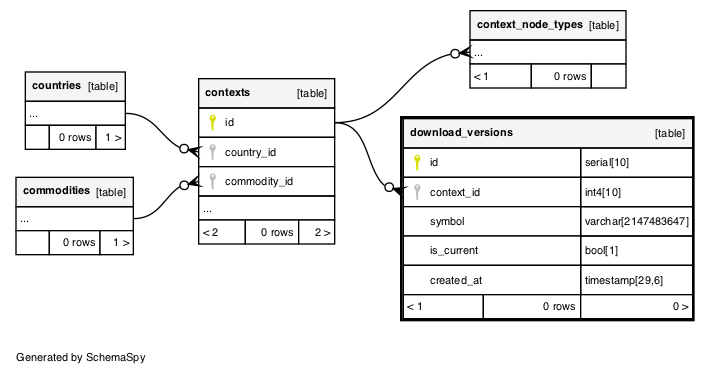 context_node_types [table]
...
< 1 0 rows
countries [table]
...
0 rows 1 >
contexts [table]
id
country_id
commodity_id
...
< 2 0 rows 2 >
commodities [table]
...
0 rows 1 >
download_versions [table]
id serial[10]
context_id int4[10]
symbol varchar[2147483647]
is_current bool[1]
created_at timestamp[29,6]
< 1 0 rows 0 >
Generated by SchemaSpy